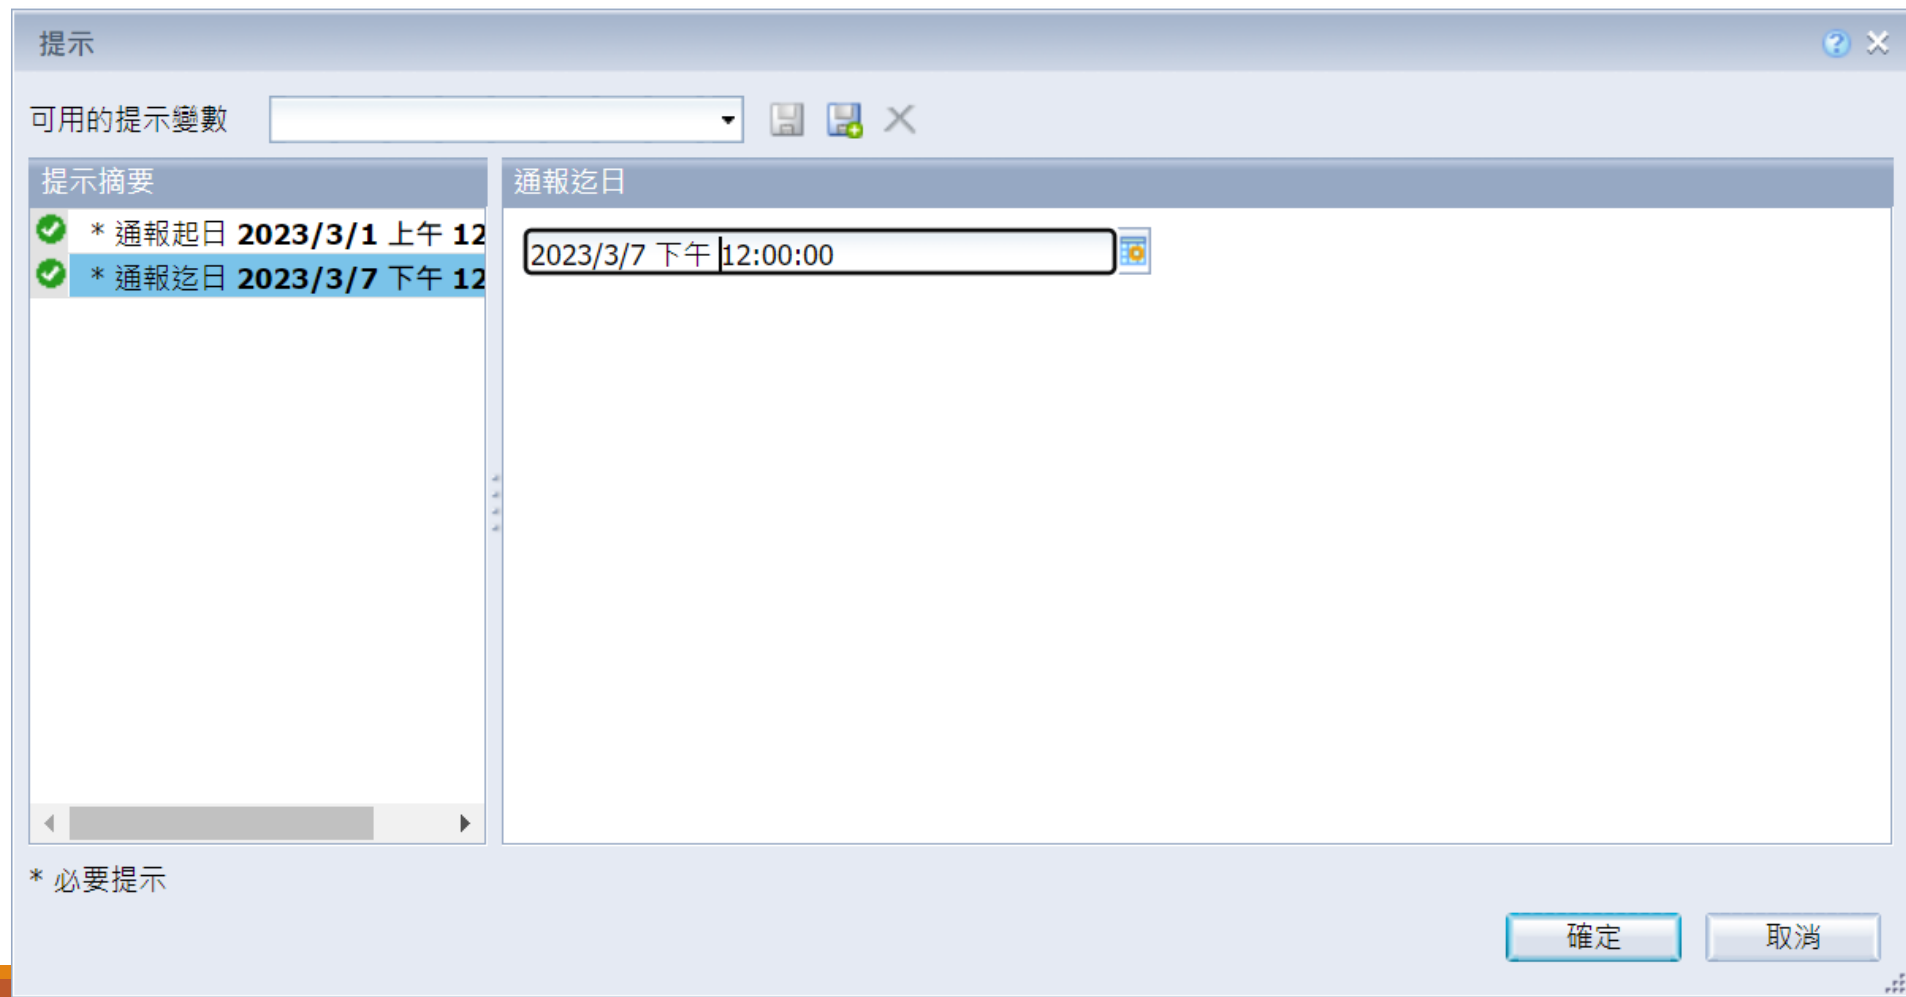 提示
可用的提示變數
提示摘要
* 通報起日 2023/3/1 上午 12
* 通報迄日 2023/3/7 下午 12
通報迄日
2023/3/7 下午 12:00:00
* 必要提示
確定
取消